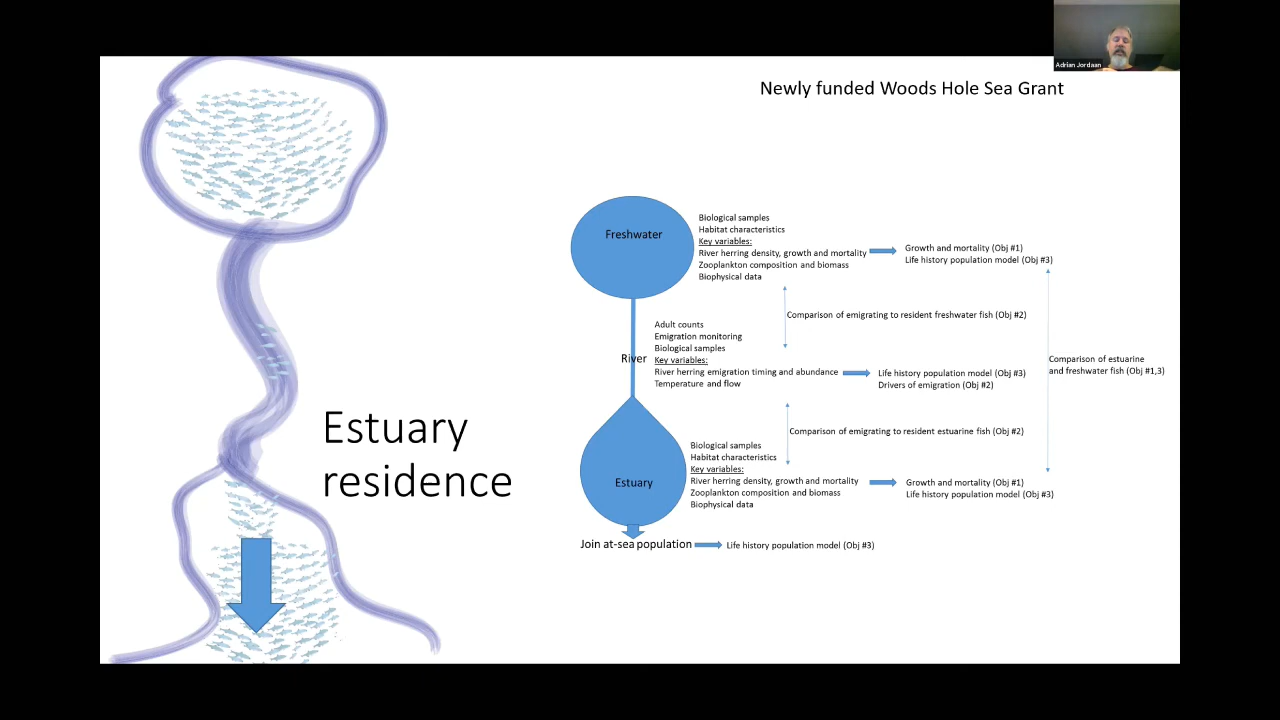 Adrian Jordaan
Newly funded Woods Hole Sea Grant
Estuary
residence
Freshwater
Biological samples
Habitat characteristics
Key variables:
River herring density, growth and mortality
Zooplankton composition and biomass
Biophysical data
Growth and mortality (Obj #1)
Life history population model (Obj #3)
Comparison of emigrating to resident freshwater fish (Obj #2)
River
Adult counts
Emigration monitoring
Biological samples
Key variables:
River herring emigration timing and abundance
Temperature and flow
Life history population model (Obj #3)
Drivers of emigration (Obj #2)
Comparison of estuarine
and freshwater fish (Obj #1,3)
Comparison of emigrating to resident estuarine fish (Obj #2)
Estuary
Biological samples
Habitat characteristics
Key variables:
River herring density, growth and mortality
Zooplankton composition and biomass
Biophysical data
Growth and mortality (Obj #1)
Life history population model (Obj #3)
Join at-sea population
Life history population model (Obj #3)